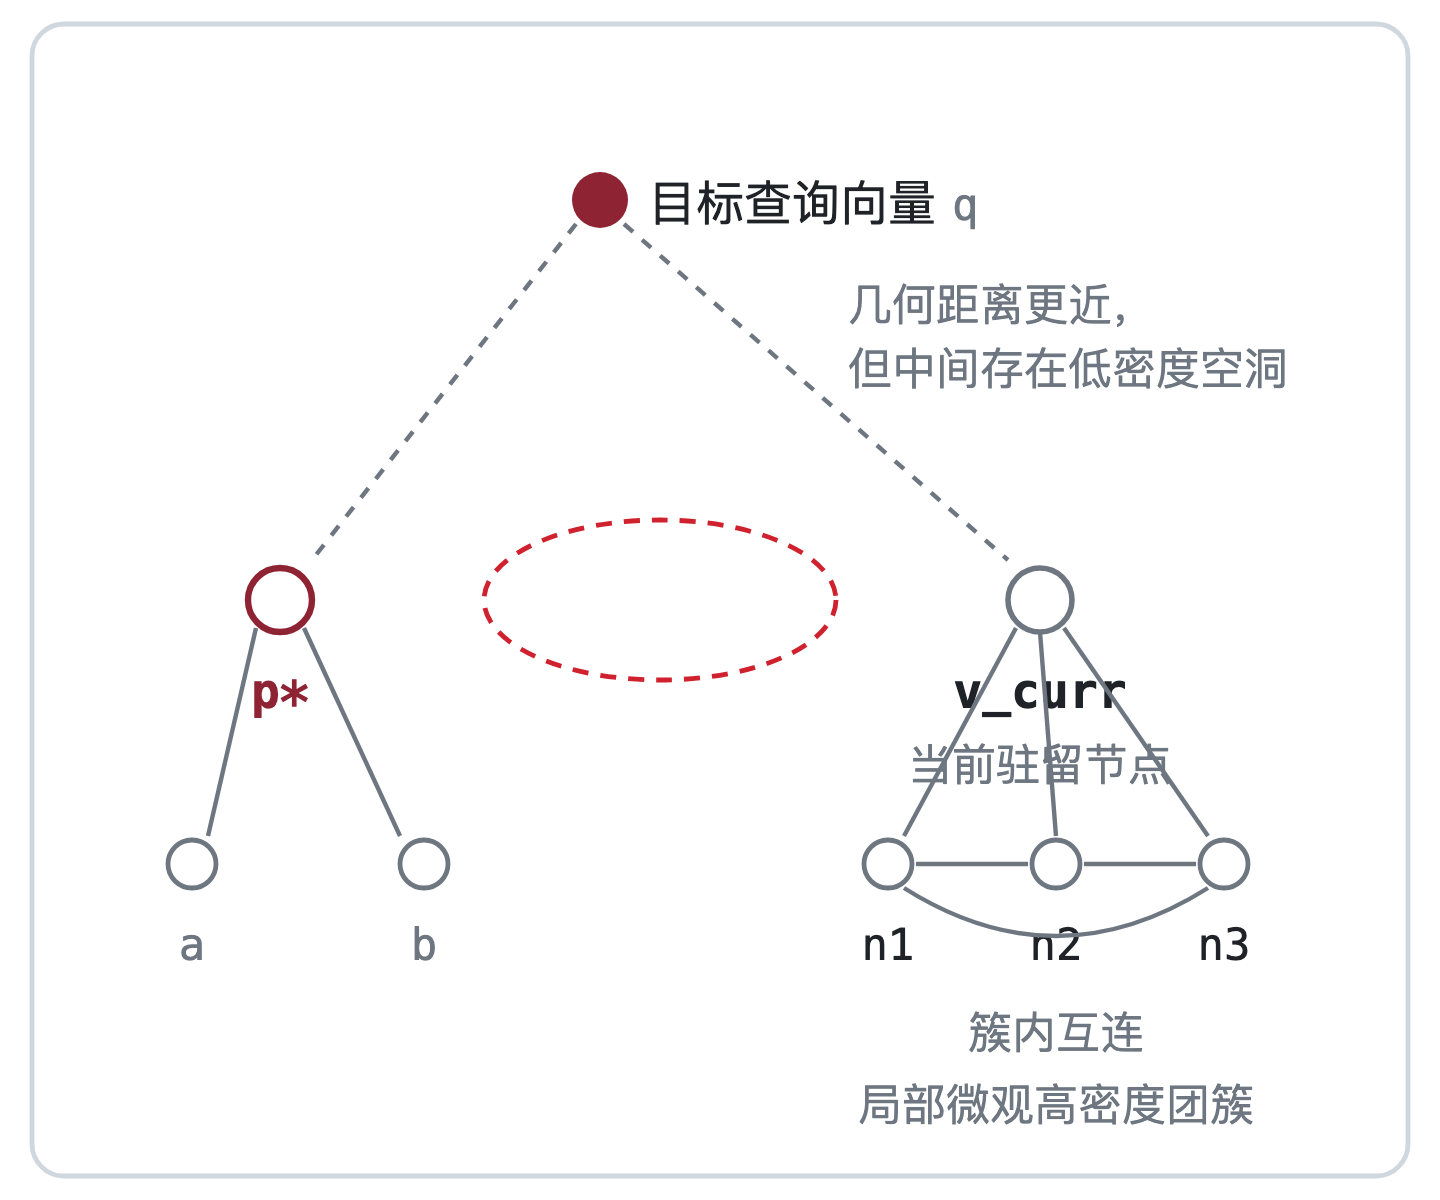 目标查询向量 q
几何距离更近，
但中间存在低密度空洞
p*
v_curr
当前驻留节点
a
b
n1
n2
n3
簇内互连
局部微观高密度团簇